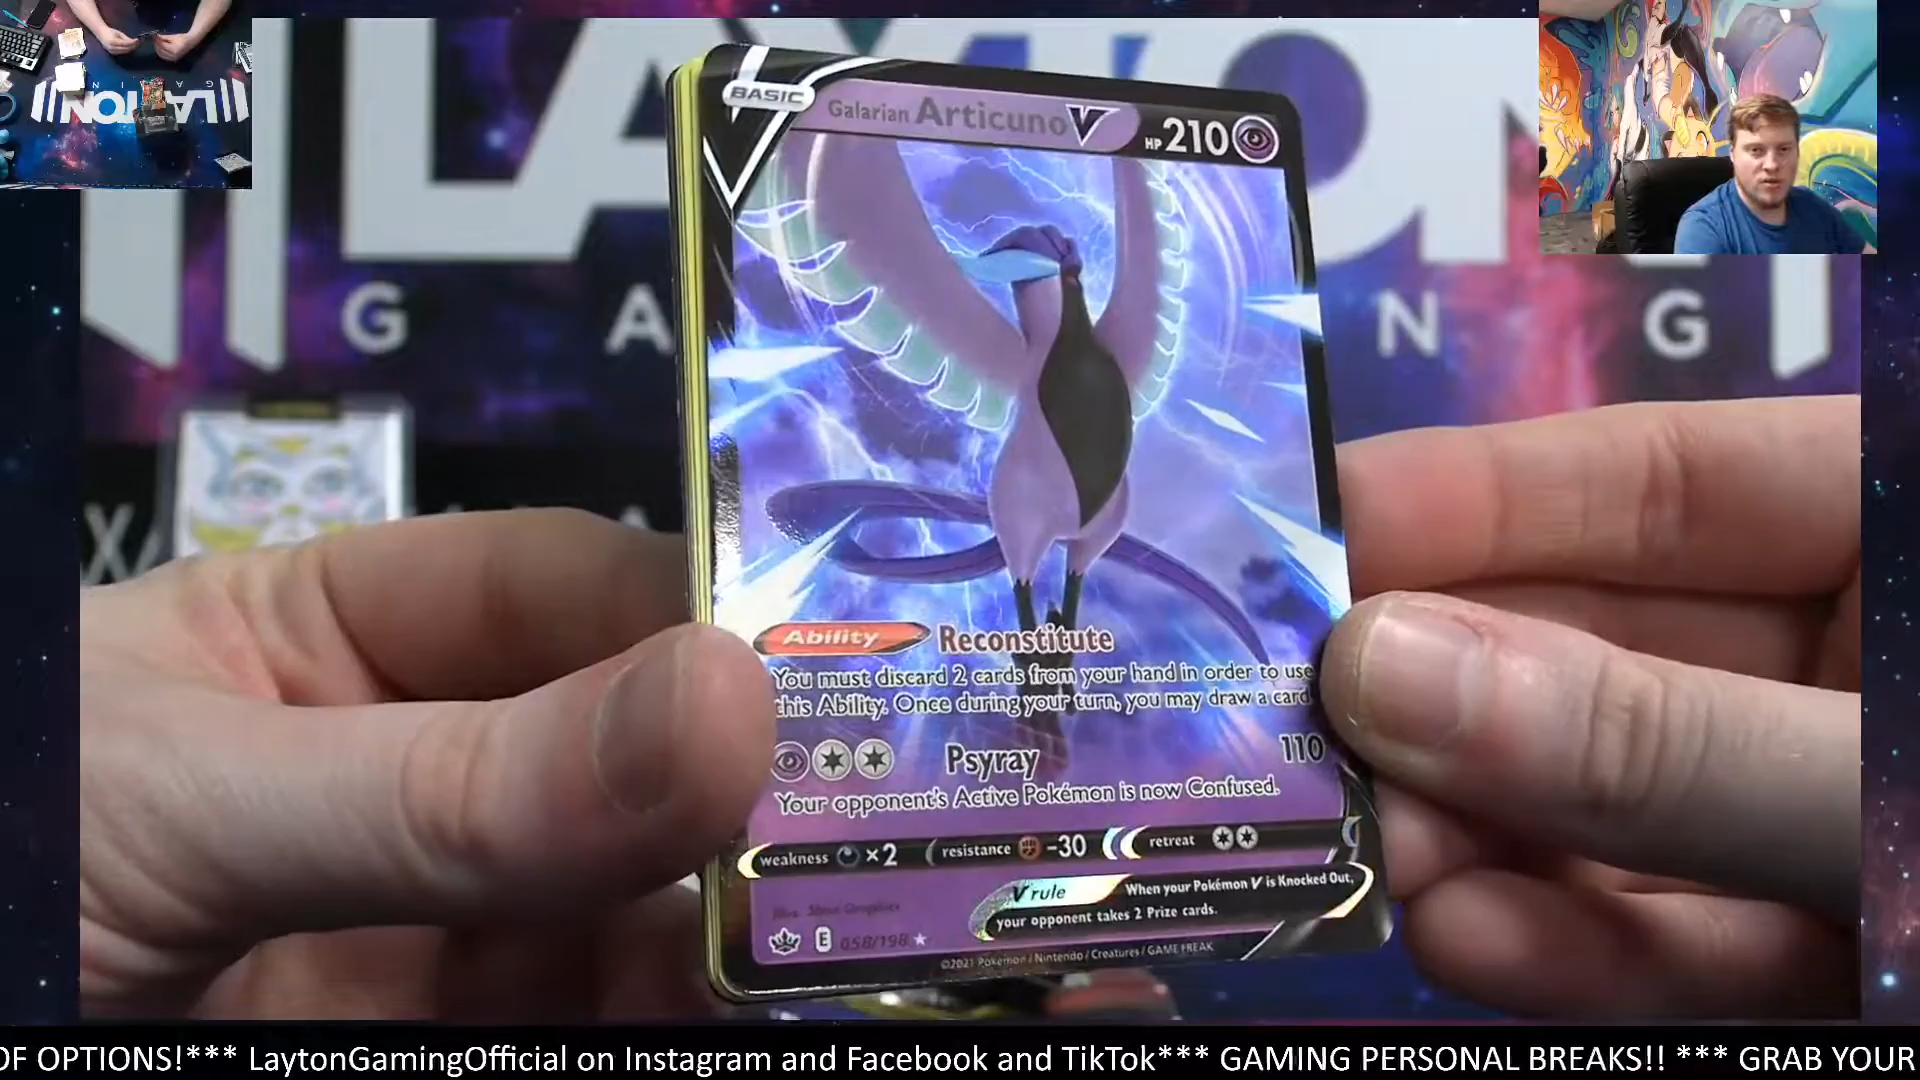 BASIC
Galarian Articuno V HP 210
G A N G
Ability Reconstitute
You must discard 2 cards from your hand in order to use
this Ability. Once during your turn, you may draw a card.
Psyray 110
Your opponent's Active Pokémon is now Confused.
weakness ×2 resistance -30 retreat
V rule When your Pokémon V is Knocked Out,
your opponent takes 2 Prize cards.
E 058/198
©2021 Pokémon / Nintendo / Creatures / GAME FREAK
OF OPTIONS!*** LaytonGamingOfficial on Instagram and Facebook and TikTok*** GAMING PERSONAL BREAKS!! *** GRAB YOUR